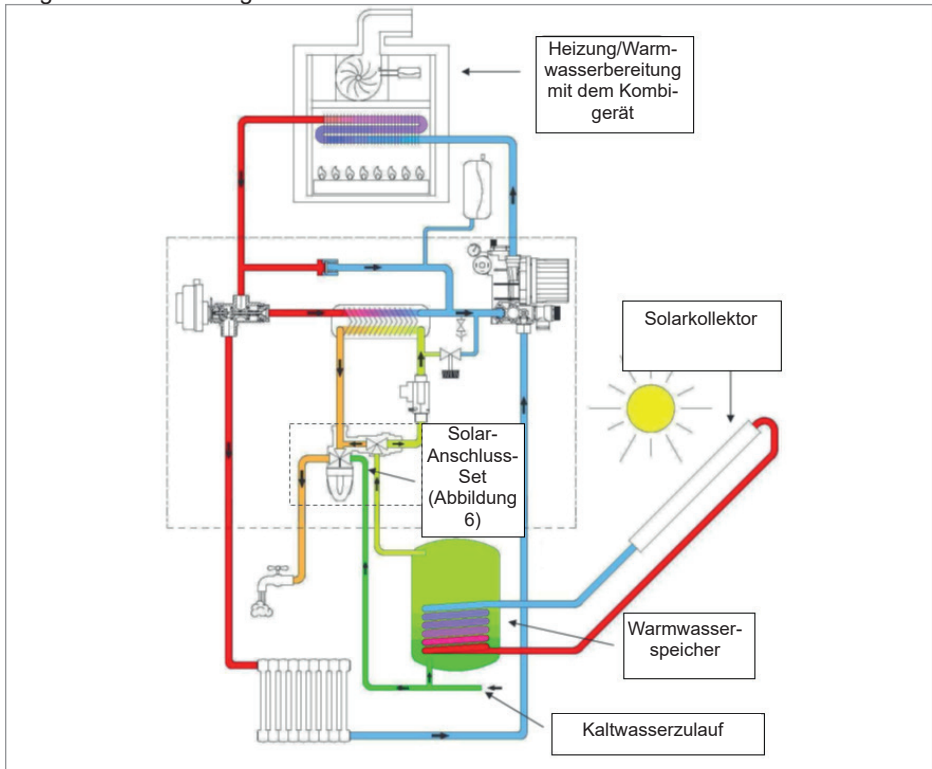 Heizung/Warm-
wasserbereitung
mit dem Kombi-
gerät
Solarkollektor
Solar-
Anschluss-
Set
(Abbildung
6)
Warmwasser-
speicher
Kaltwasserzulauf